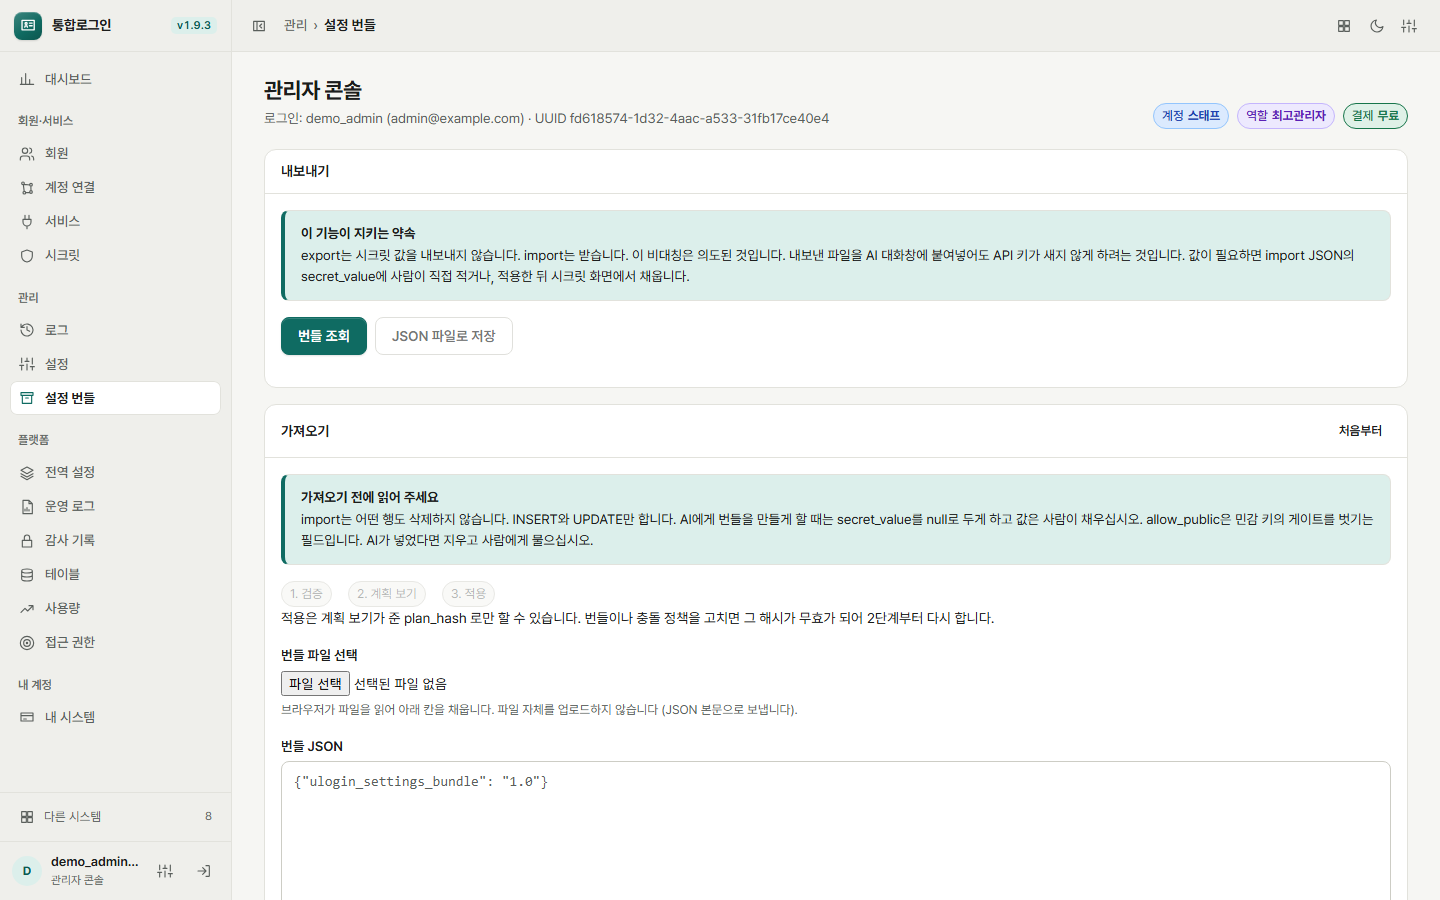 통합로그인
v1.9.3
대시보드
회원·서비스
회원
계정 연결
서비스
시크릿
관리
로그
설정
설정 번들
플랫폼
전역 설정
운영 로그
감사 기록
테이블
사용량
접근 권한
내 계정
내 시스템
다른 시스템
8
D
demo_admin...
관리자 콘솔
관리 › 설정 번들
관리자 콘솔
로그인: demo_admin (admin@example.com) · UUID fd618574-1d32-4aac-a533-31fb17ce40e4
계정 스태프
역할 최고관리자
결제 무료
내보내기
이 기능이 지키는 약속
export는 시크릿 값을 내보내지 않습니다. import는 받습니다. 이 비대칭은 의도된 것입니다. 내보낸 파일을 AI 대화창에 붙여넣어도 API 키가 새지 않게 하려는 것입니다. 값이 필요하면 import JSON의
secret_value에 사람이 직접 적거나, 적용한 뒤 시크릿 화면에서 채웁니다.
번들 조회
JSON 파일로 저장
가져오기
처음부터
가져오기 전에 읽어 주세요
import는 어떤 행도 삭제하지 않습니다. INSERT와 UPDATE만 합니다. AI에게 번들을 만들게 할 때는 secret_value를 null로 두게 하고 값은 사람이 채우십시오. allow_public은 민감 키의 게이트를 벗기는
필드입니다. AI가 넣었다면 지우고 사람에게 물으십시오.
1. 검증
2. 계획 보기
3. 적용
적용은 계획 보기가 준 plan_hash 로만 할 수 있습니다. 번들이나 충돌 정책을 고치면 그 해시가 무효가 되어 2단계부터 다시 합니다.
번들 파일 선택
파일 선택 선택된 파일 없음
브라우저가 파일을 읽어 아래 칸을 채웁니다. 파일 자체를 업로드하지 않습니다 (JSON 본문으로 보냅니다).
번들 JSON
{"ulogin_settings_bundle": "1.0"}